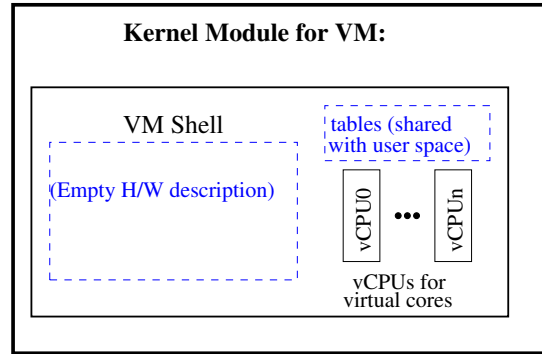 Kernel Module for VM:
VM Shell
(Empty H/W description)
tables (shared
with user space)
vCPU0
•••
vCPUn
vCPUs for
virtual cores